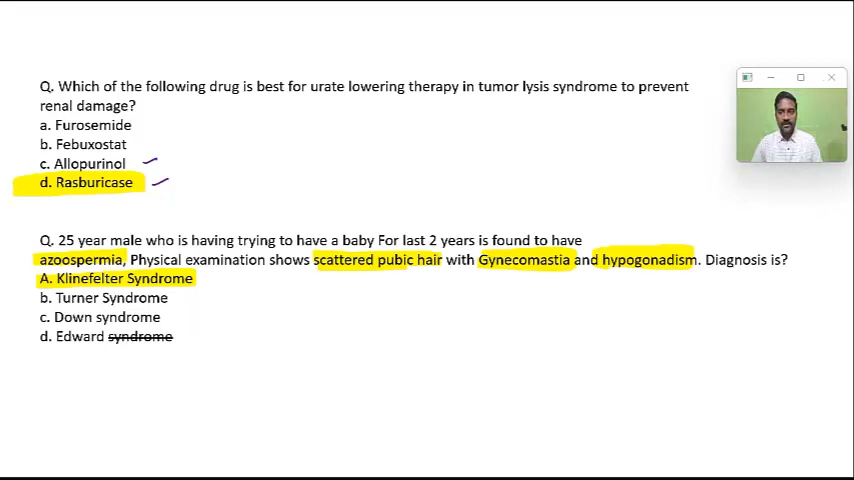 Q. Which of the following drug is best for urate lowering therapy in tumor lysis syndrome to prevent
renal damage?
a. Furosemide
b. Febuxostat
c. Allopurinol
d. Rasburicase
Q. 25 year male who is having trying to have a baby For last 2 years is found to have
azoospermia, Physical examination shows scattered pubic hair with Gynecomastia and hypogonadism. Diagnosis is?
A. Klinefelter Syndrome
b. Turner Syndrome
c. Down syndrome
d. Edward syndrome